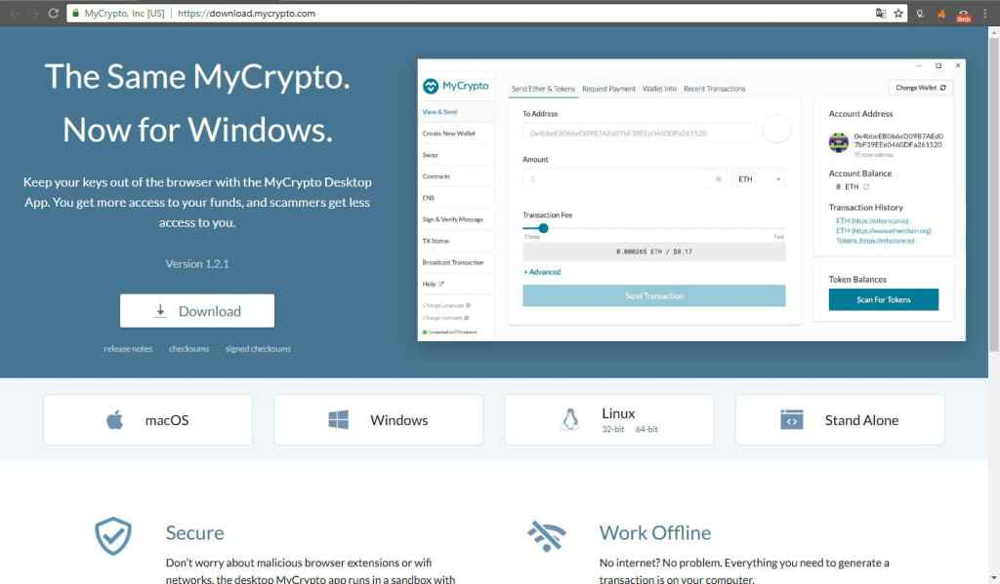 MyCrypto, Inc [US]
https://download.mycrypto.com
The Same MyCrypto.
Now for Windows.
Keep your keys out of the browser with the MyCrypto Desktop
App. You get more access to your funds, and scammers get less
access to you.
Version 1.2.1
Download
release notes checksums signed checksums
MyCrypto
View & Send
Create New Wallet
Swap
Contracts
ENS
Sign & Verify Message
TX Status
Broadcast Transaction
Help
Change Language
Change Network
Connected to ETH network
Send Ether & Tokens Request Payment Wallet Info Recent Transactions
Change Wallet
To Address
Amount
1
ETH
Transaction Fee
Cheap
Fast
0.000265 ETH / $0.17
+ Advanced
Send Transaction
Account Address
Account Balance
0 ETH
Transaction History
ETH (https://etherscan.io)
ETH (https://www.etherchain.org)
Tokens (https://ethplorer.io)
Token Balances
Scan For Tokens
macOS
Windows
Linux
32-bit 64-bit
Stand Alone
Secure
Don't worry about malicious browser extensions or wifi
networks, the desktop MyCrypto app runs in a sandbox with
Work Offline
No internet? No problem. Everything you need to generate a
transaction is on your computer.